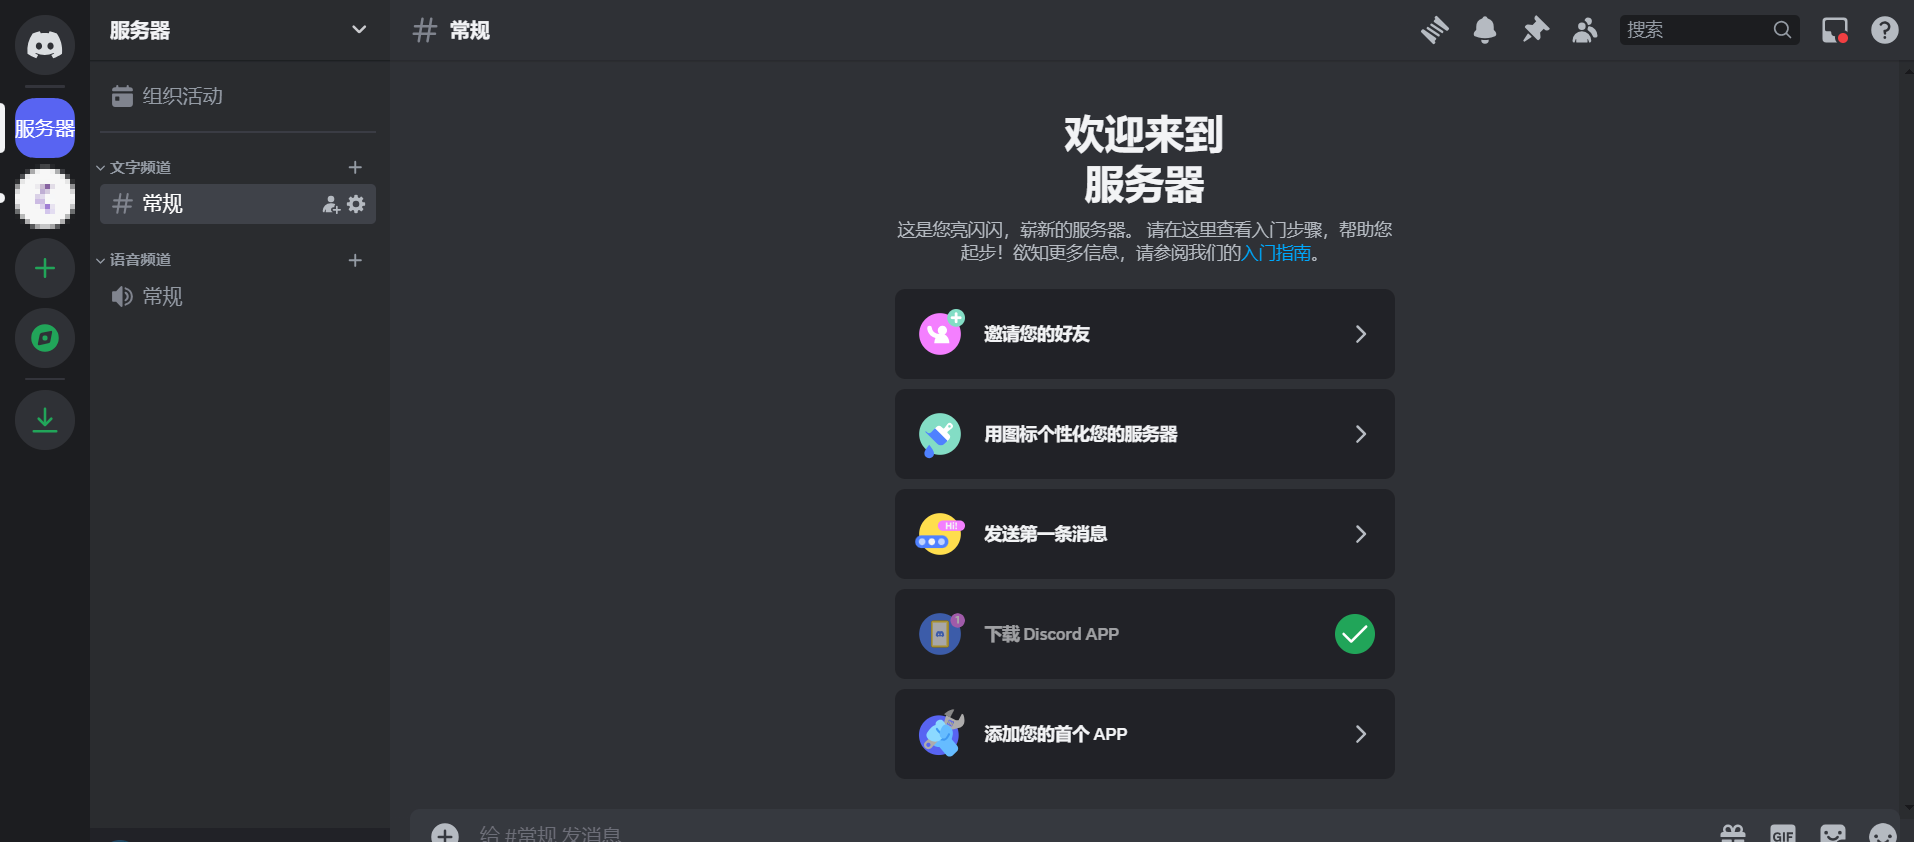 服务器
常规
搜索
组织活动
服务器
文字频道
常规
语音频道
常规
欢迎来到
服务器
这是您亮闪闪，崭新的服务器。 请在这里查看入门步骤，帮助您
起步！欲知更多信息，请参阅我们的入门指南。
邀请您的好友
用图标个性化您的服务器
Hi!
发送第一条消息
1
下载 Discord APP
添加您的首个 APP
给 #常规 发消息
GIF